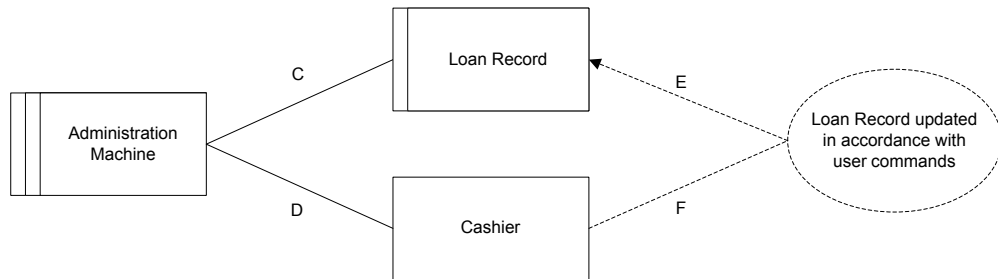 Loan Record
C
E
Administration
Machine
Loan Record updated
in accordance with
user commands
D
F
Cashier